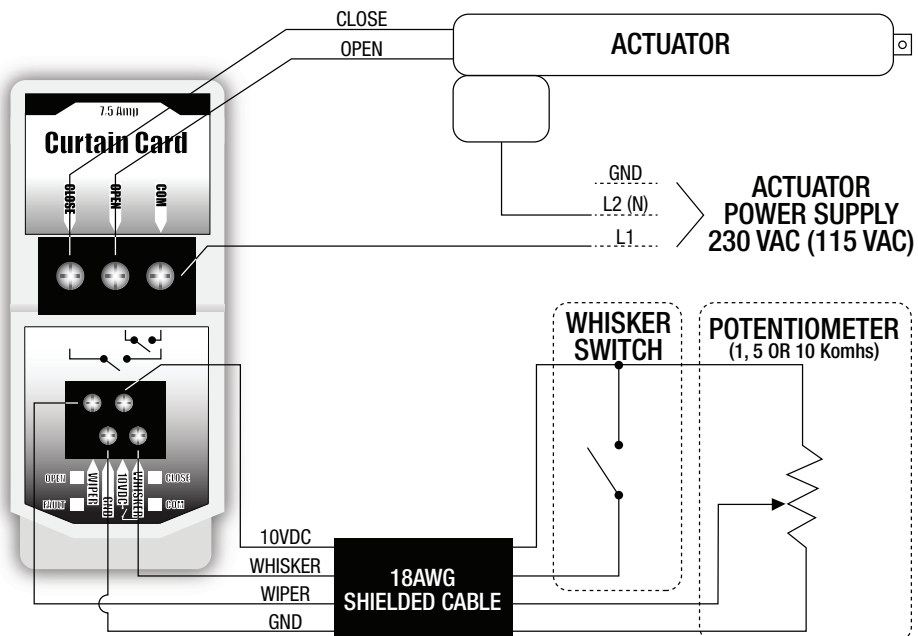 CLOSE
OPEN
ACTUATOR
7.5 Amp
Curtain Card
CLOSE
OPEN
COM
GND
L2 (N)
L1
ACTUATOR
POWER SUPPLY
230 VAC (115 VAC)
WHISKER
SWITCH
POTENTIOMETER
(1, 5 OR 10 Komhs)
OPEN
FAULT
WIPER
GND
10VDC
WHISKER
CLOSE
COM
10VDC
WHISKER
WIPER
GND
18AWG
SHIELDED CABLE